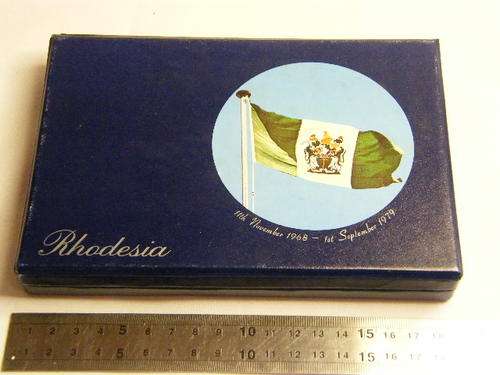 11th November 1968 - 1st September 1979
Rhodesia
1 2 3 4 5 6 7 8 9 10 11 12 13 14 15 16 17 18
1 2 3 4 5 6 7 8 9 10 11 12 13 14 15 16 17